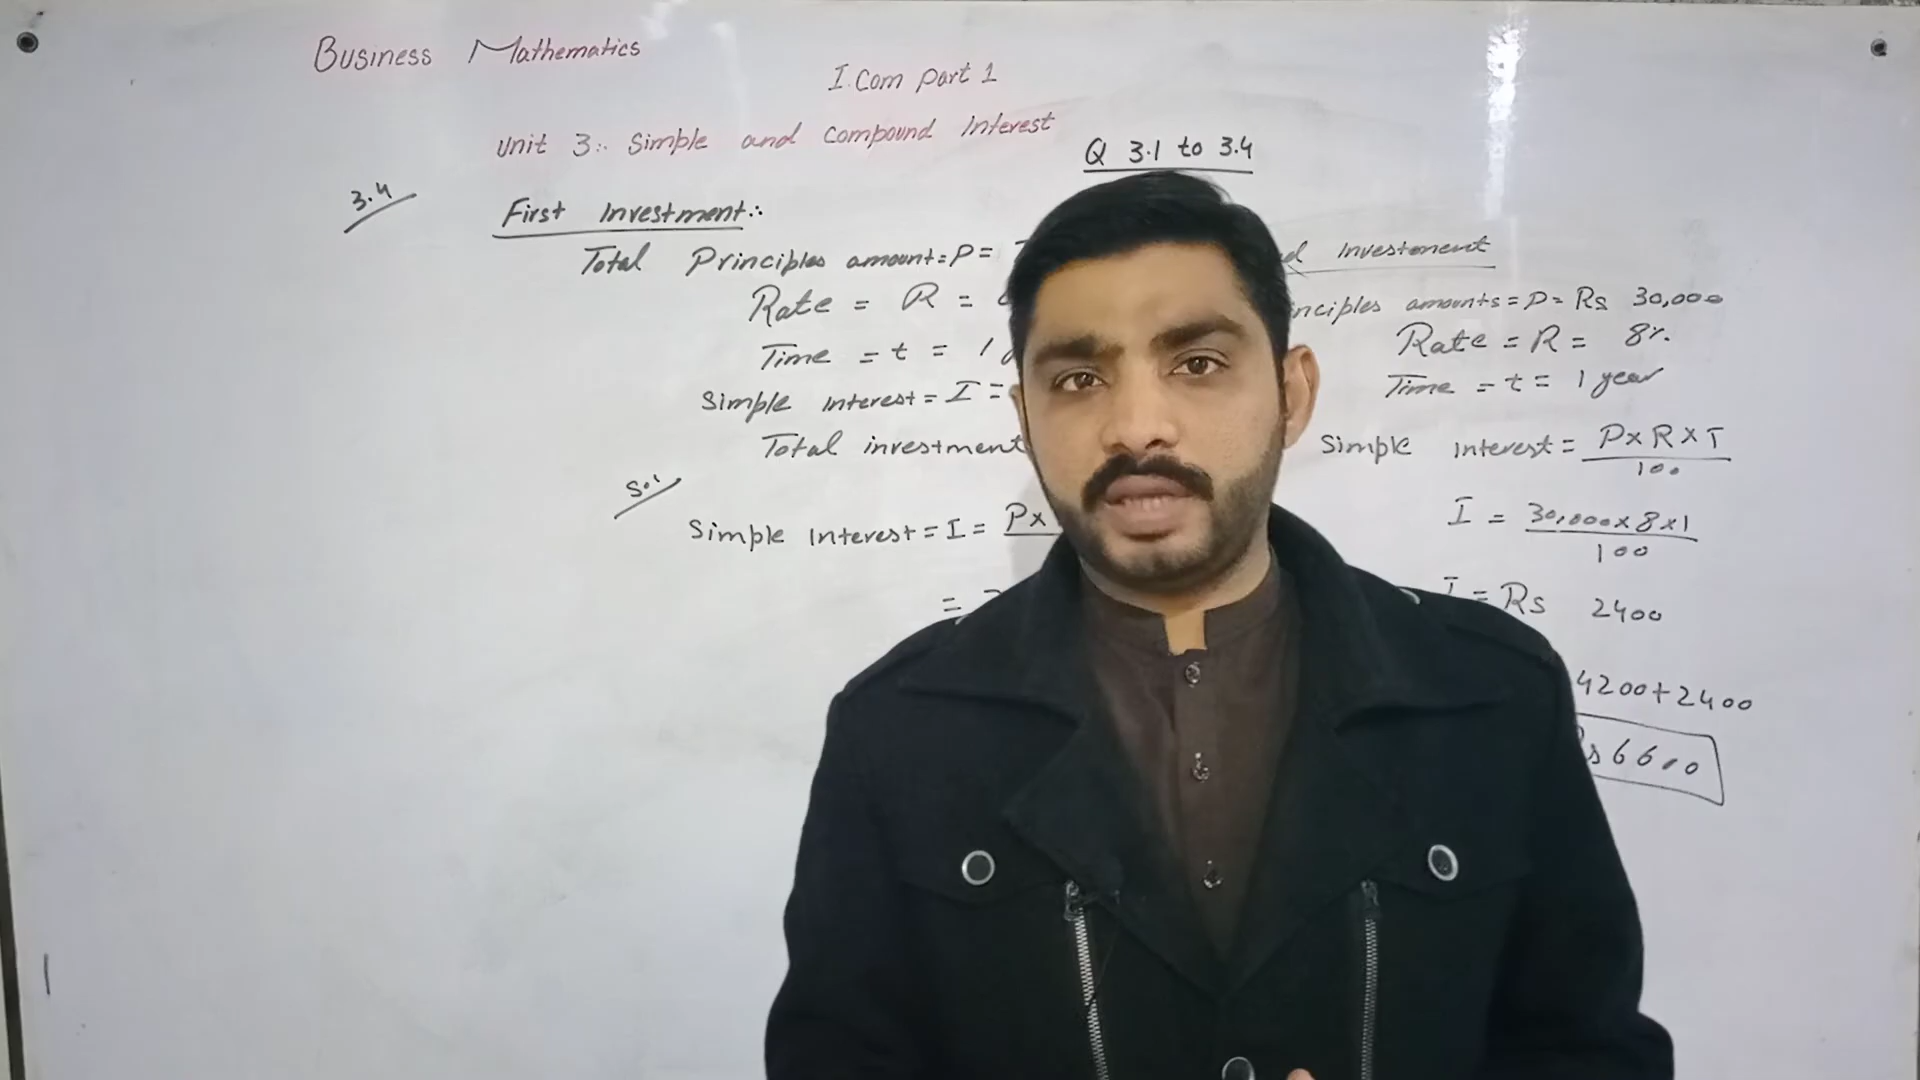 Business Mathematics
I.Com part 1
Unit 3:- Simple and Compound Interest
Q 3.1 to 3.4
3.4
First Investment:-
Total Principles amount = P =
Rate = R =
Time = t = 1
Simple interest = I =
Total investment
Sol
Simple Interest = I = Px
=
Investment
amounts = P = Rs 30,000
Rate = R = 8%
Time = t = 1 year
Simple interest = P x R x T
100
I = 30,000 x 8 x 1
100
I = Rs 2400
4200 + 2400
6600